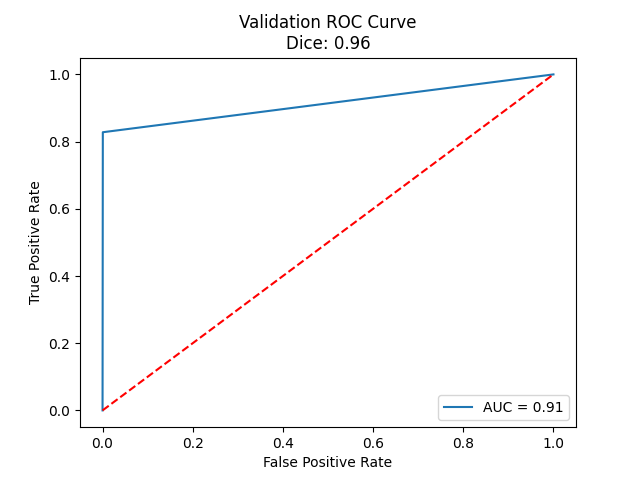 Validation ROC Curve
Dice: 0.96
True Positive Rate
1.0
0.8
0.6
0.4
0.2
0.0
AUC = 0.91
0.0 0.2 0.4 0.6 0.8 1.0
False Positive Rate